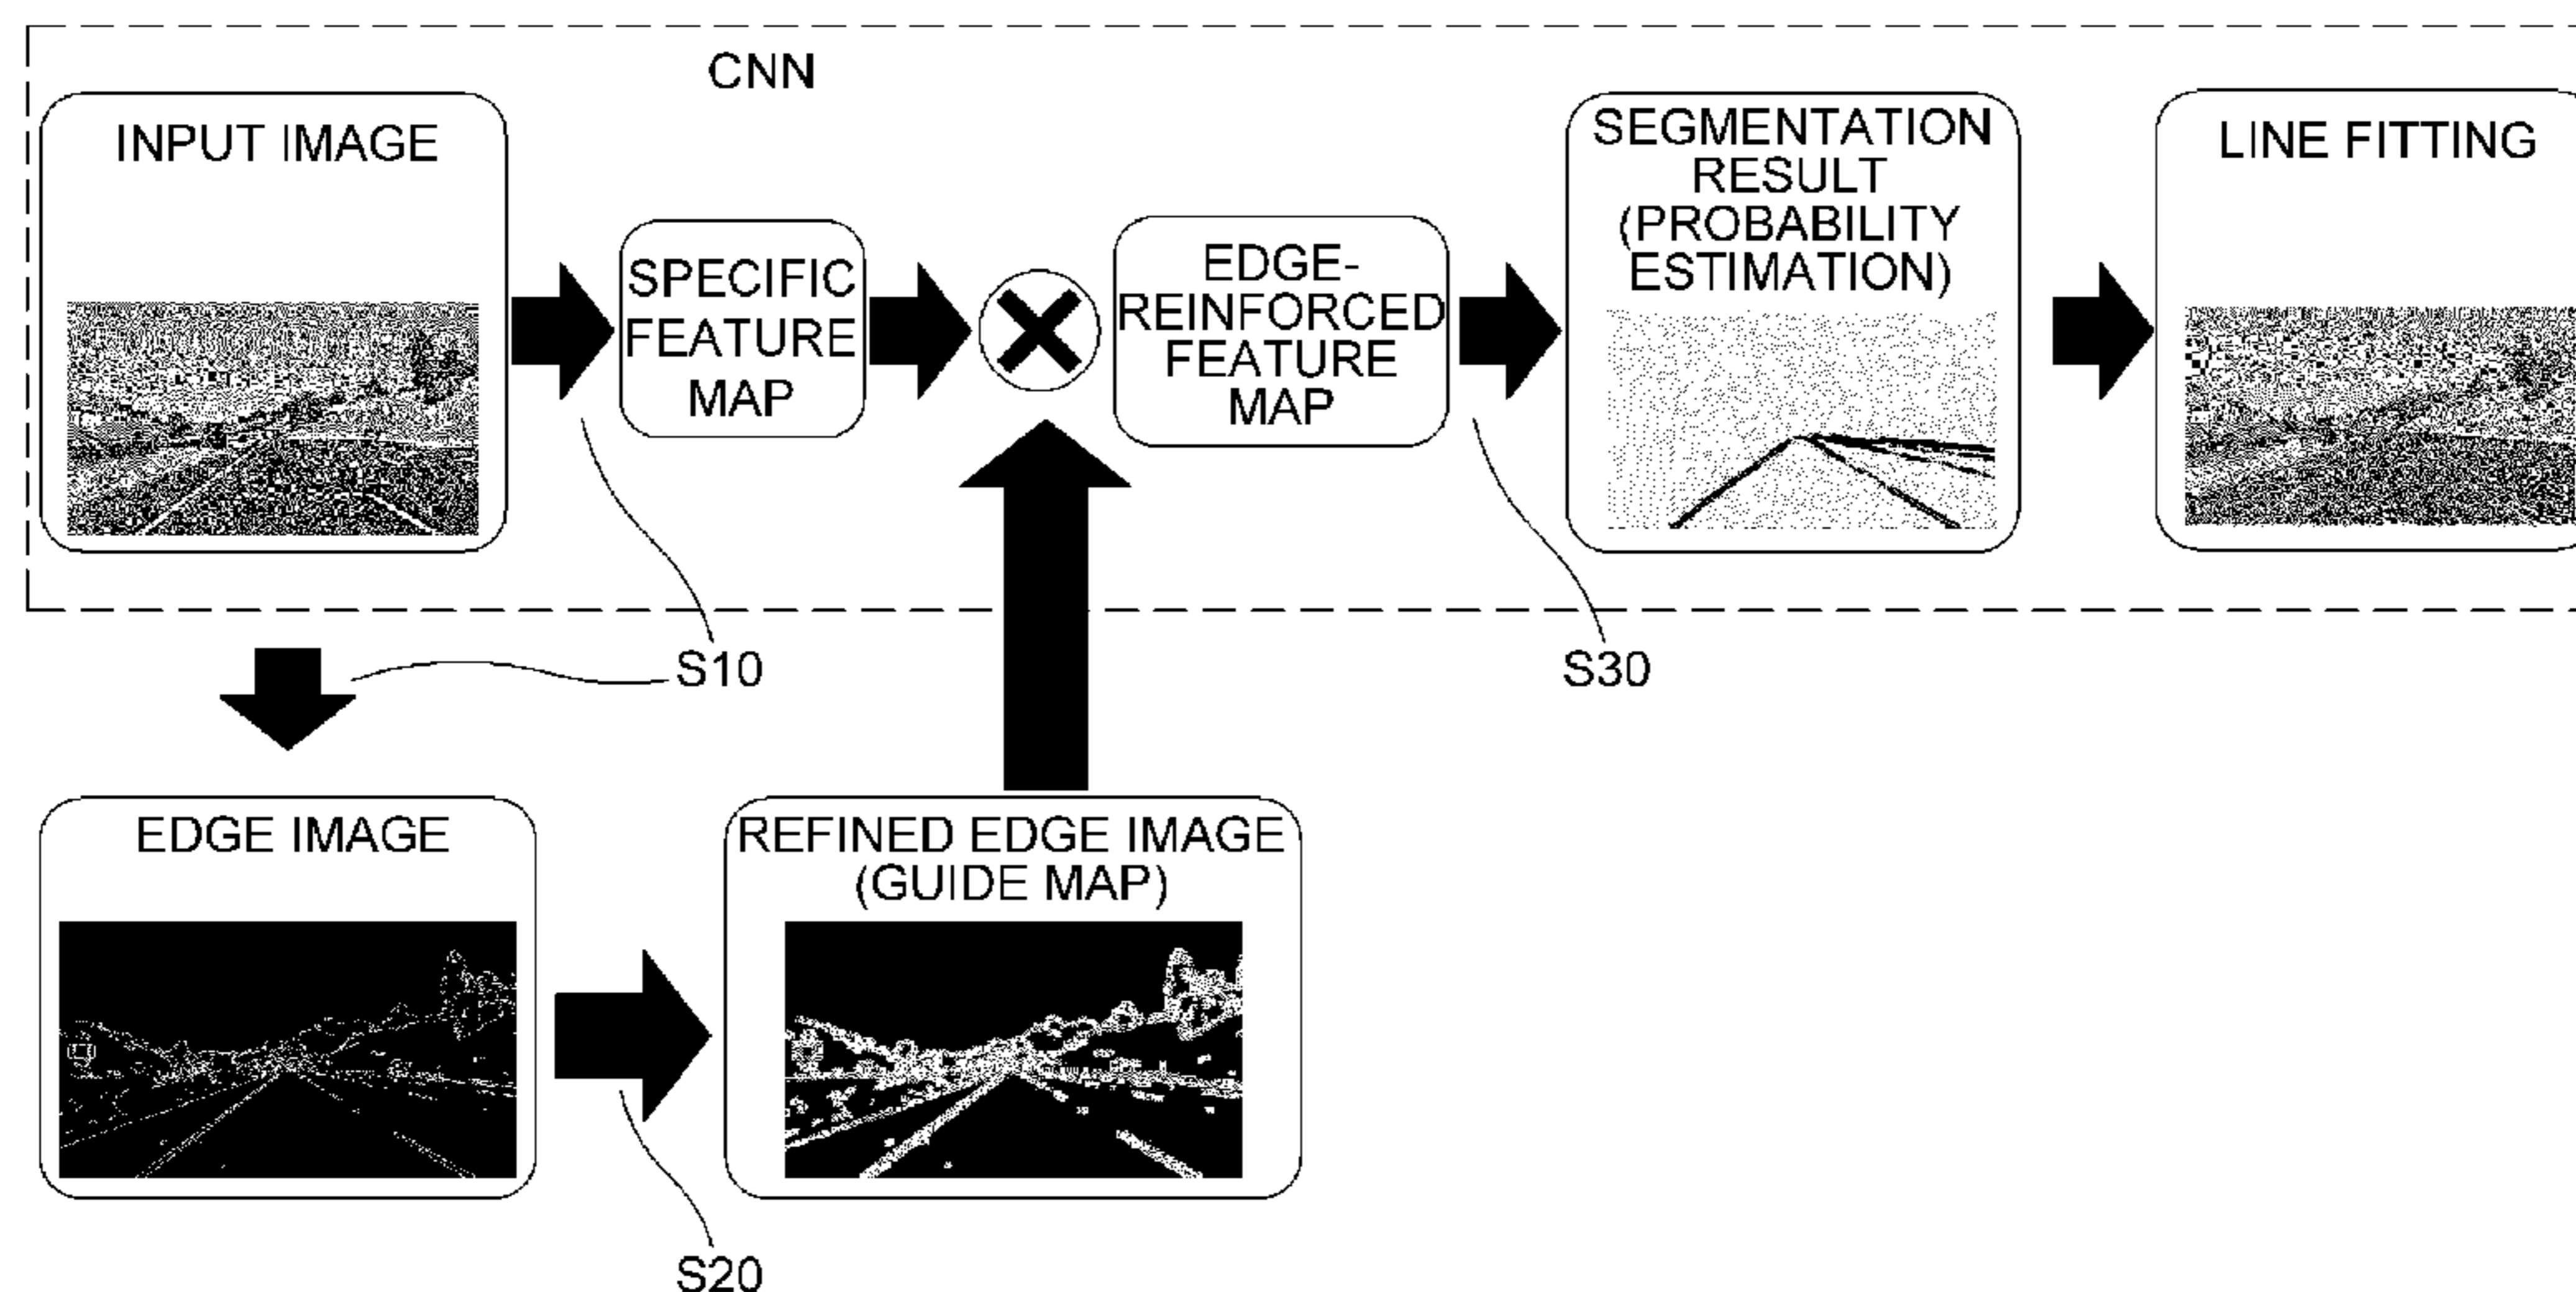 CNN
INPUT IMAGE
SPECIFIC
FEATURE
MAP
EDGE-
REINFORCED
FEATURE
MAP
SEGMENTATION
RESULT
(PROBABILITY
ESTIMATION)
LINE FITTING
S10
S30
EDGE IMAGE
REFINED EDGE IMAGE
(GUIDE MAP)
S20